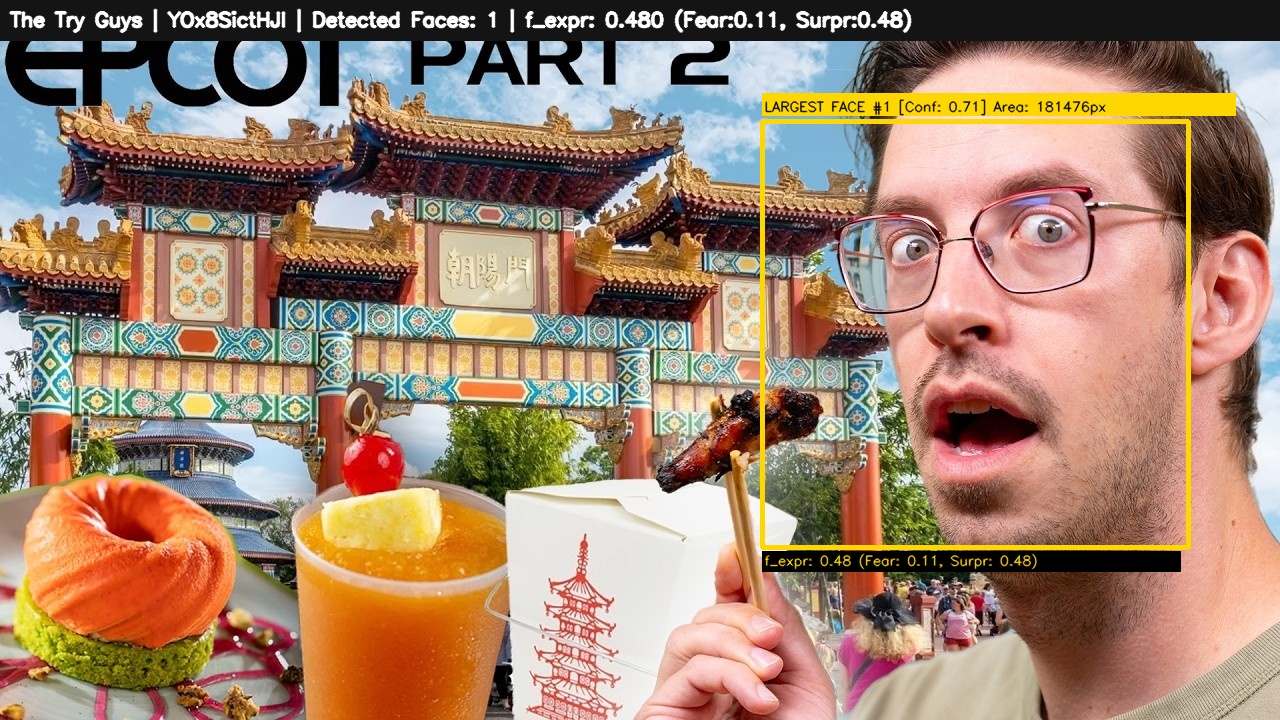 The Try Guys | YOx8SictHJI | Detected Faces: 1 | f_expr: 0.480 (Fear:0.11, Surpr:0.48)
EPCOT PART 2
LARGEST FACE #1 [Conf: 0.71] Area: 181476px
朝陽門
f_expr: 0.48 (Fear: 0.11, Surpr: 0.48)